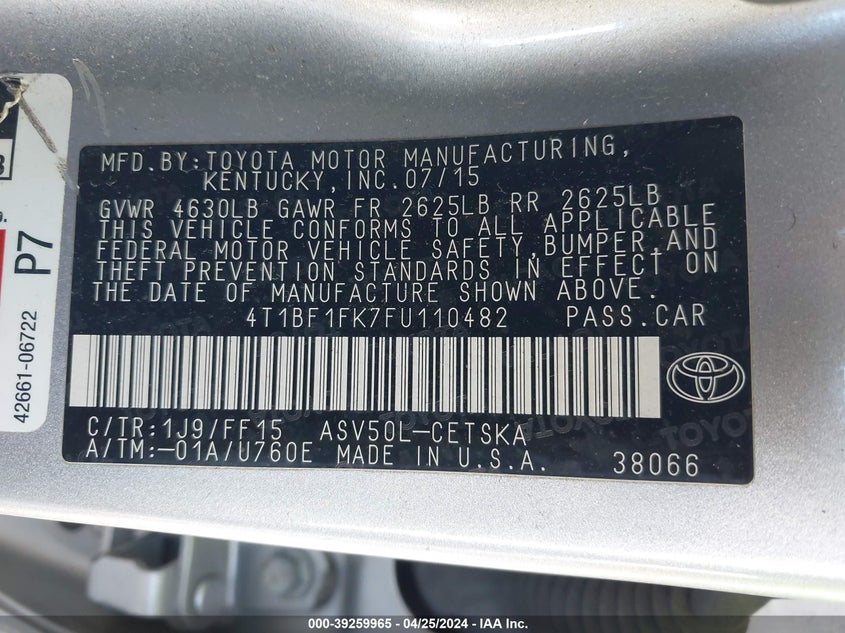 MFD.BY:TOYOTA MOTOR MANUFACTURING,
KENTUCKY,INC.07/15
GVWR 4630LB GAWR FR 2625LB RR 2625LB
THIS VEHICLE CONFORMS TO ALL APPLICABLE
FEDERAL MOTOR VEHICLE SAFETY,BUMPER,AND
THEFT PREVENTION STANDARDS IN EFFECT ON
THE DATE OF MANUFACTURE SHOWN ABOVE.
4T1BF1FK7FU110482 PASS.CAR
C/TR:1J9/FF15 ASV50L-CETSKA
A/TM:-01A/U760E MADE IN U.S.A. 38066
P7
42661-06722
000-39259965 - 04/25/2024 - IAA Inc.